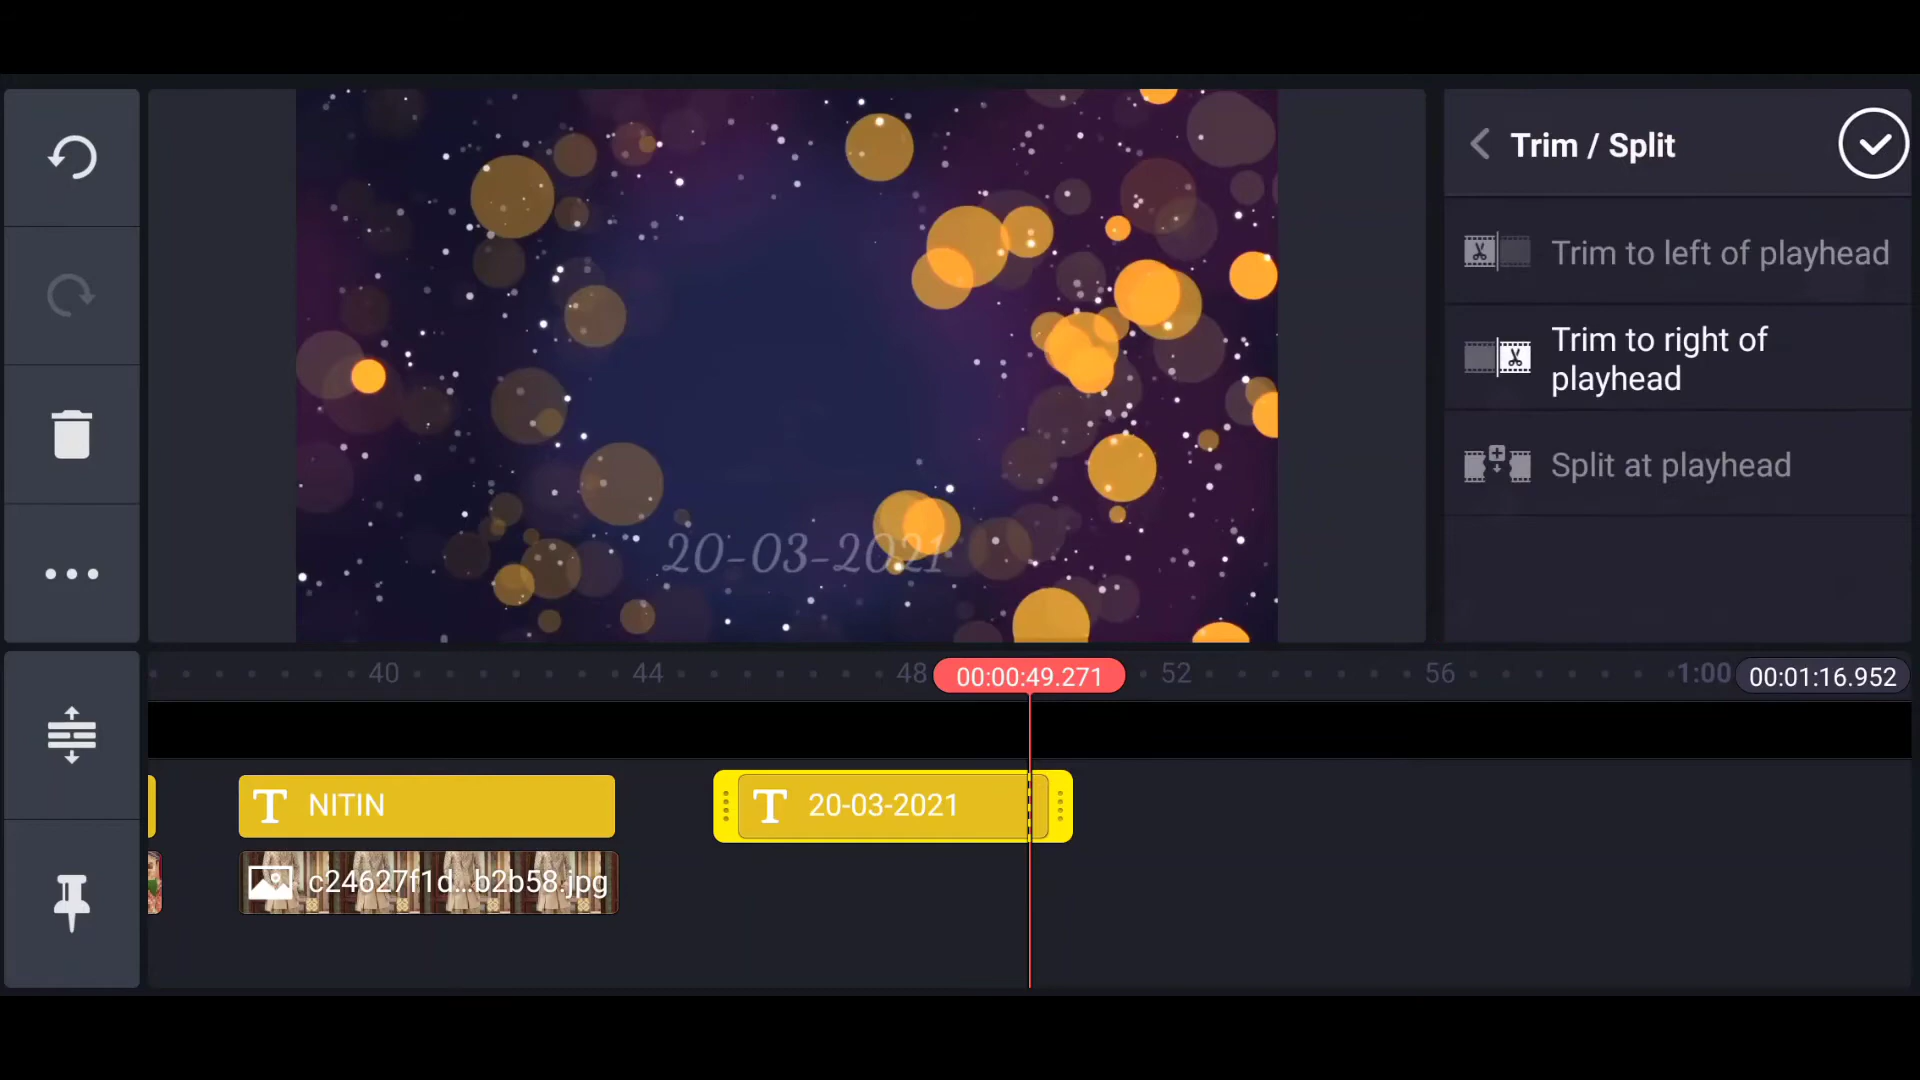 Trim / Split
Trim to left of playhead
Trim to right of
playhead
Split at playhead
20-03-2021
40 44 48 00:00:49.271 52 56 1:00 00:01:16.952
T NITIN
T 20-03-2021
c24627f1d...b2b58.jpg